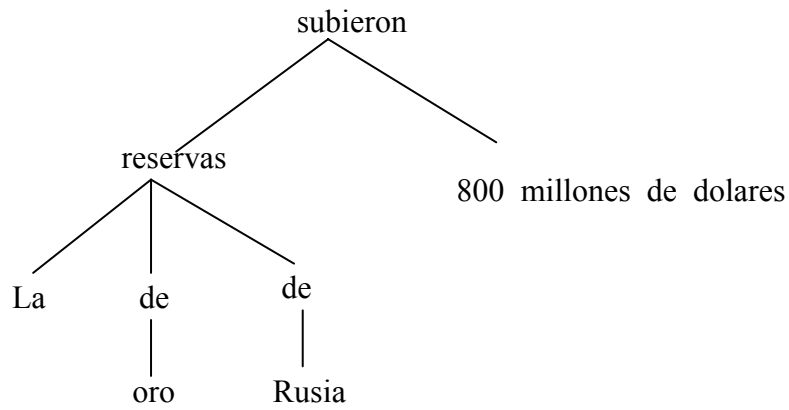 subieron
reservas
800 millones de dolares
La de de
oro Rusia